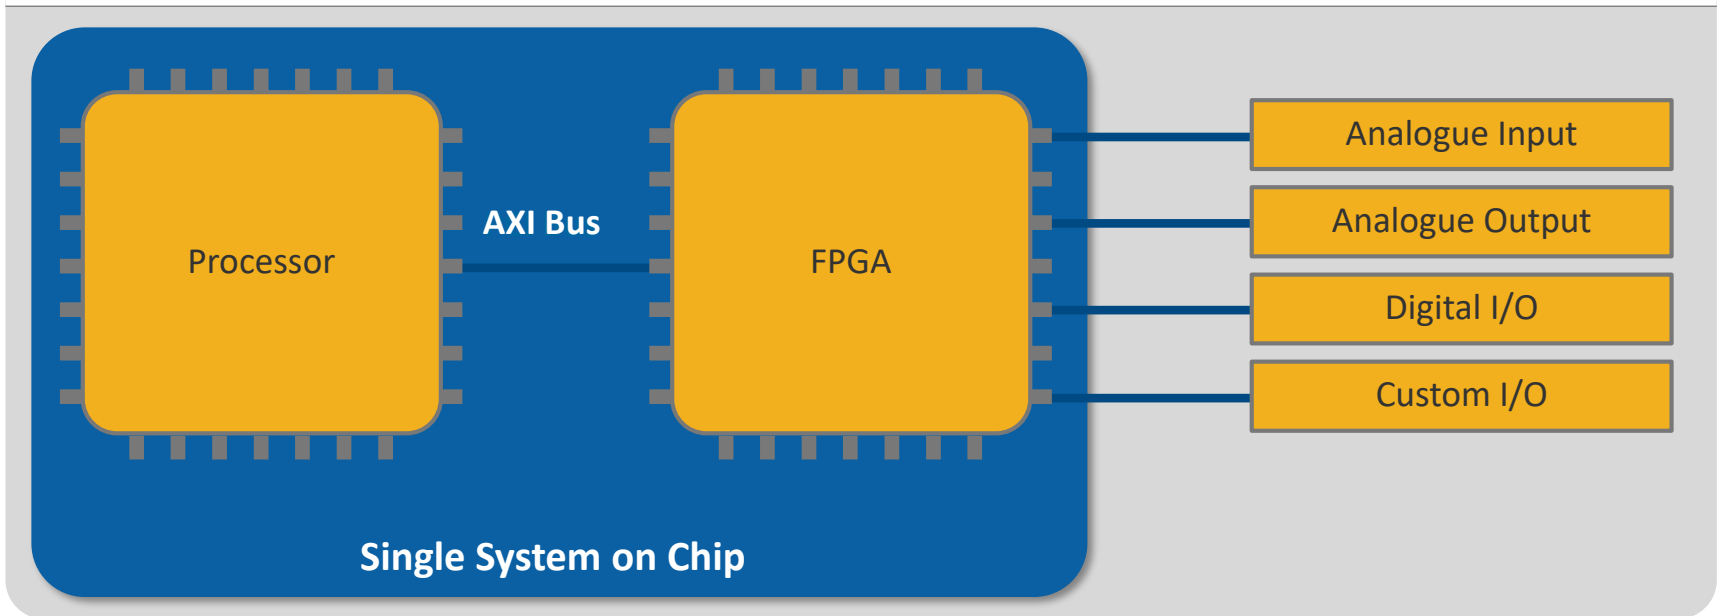 Processor
AXI Bus
FPGA
Analogue Input
Analogue Output
Digital I/O
Custom I/O
Single System on Chip